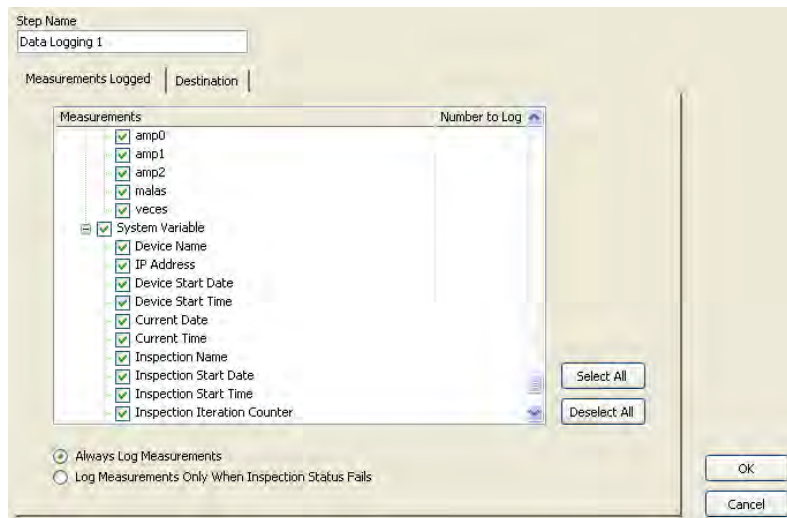 Step Name
Data Logging 1
Measurements Logged
Destination
Measurements
Number to Log
amp0
amp1
amp2
malas
veces
System Variable
Device Name
IP Address
Device Start Date
Device Start Time
Current Date
Current Time
Inspection Name
Inspection Start Date
Inspection Start Time
Inspection Iteration Counter
Select All
Deselect All
Always Log Measurements
Log Measurements Only When Inspection Status Fails
OK
Cancel